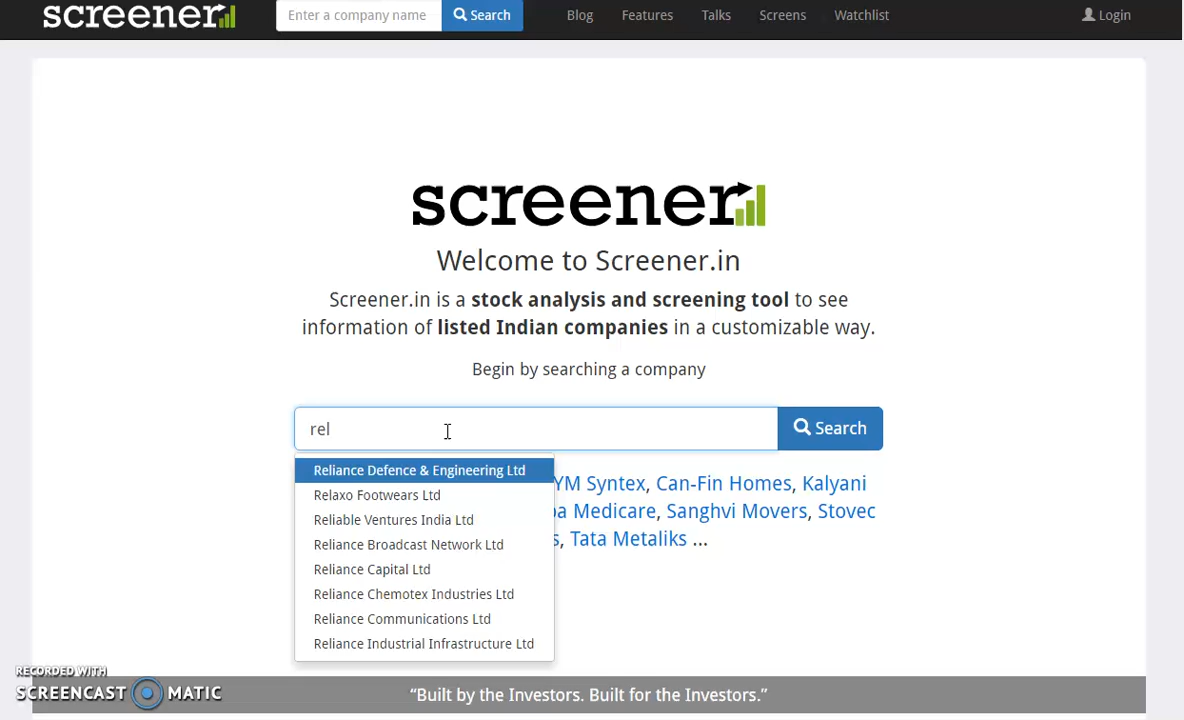 screener
Enter a company name
Search
Blog
Features
Talks
Screens
Watchlist
Login
screener
Welcome to Screener.in
Screener.in is a stock analysis and screening tool to see
information of listed Indian companies in a customizable way.
Begin by searching a company
rel
Search
Reliance Defence & Engineering Ltd
Relaxo Footwears Ltd
Reliable Ventures India Ltd
Reliance Broadcast Network Ltd
Reliance Capital Ltd
Reliance Chemotex Industries Ltd
Reliance Communications Ltd
Reliance Industrial Infrastructure Ltd
Syntex, Can-Fin Homes, Kalyani
Medicare, Sanghvi Movers, Stovec
, Tata Metaliks ...
RECORDED WITH
SCREENCAST MATIC
“Built by the Investors. Built for the Investors.”